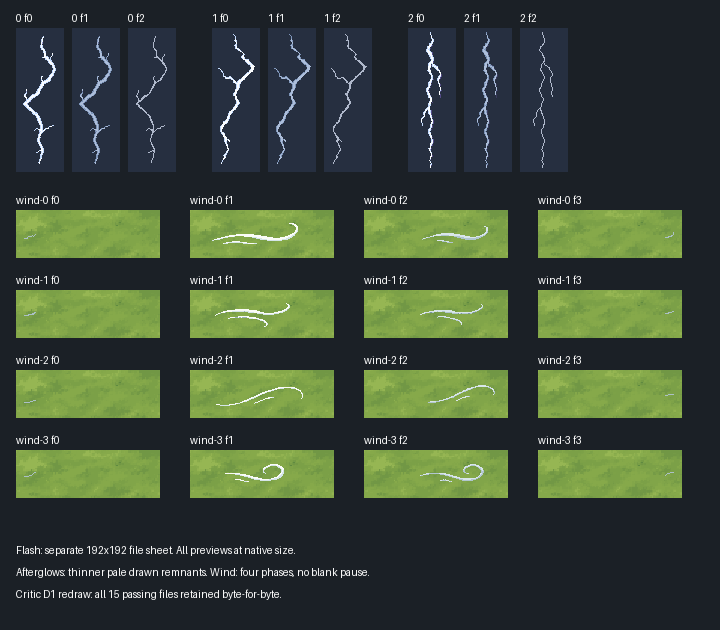 0 f0 0 f1 0 f2 1 f0 1 f1 1 f2 2 f0 2 f1 2 f2
wind-0 f0 wind-0 f1 wind-0 f2 wind-0 f3
wind-1 f0 wind-1 f1 wind-1 f2 wind-1 f3
wind-2 f0 wind-2 f1 wind-2 f2 wind-2 f3
wind-3 f0 wind-3 f1 wind-3 f2 wind-3 f3
Flash: separate 192x192 file sheet. All previews at native size.
Afterglows: thinner pale drawn remnants. Wind: four phases, no blank pause.
Critic D1 redraw: all 15 passing files retained byte-for-byte.